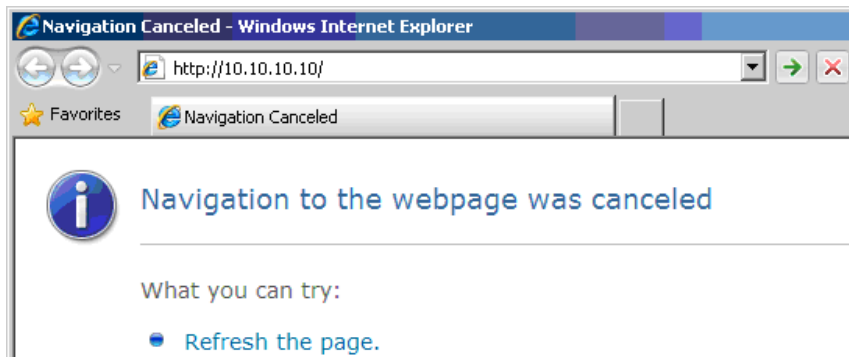 Navigation Canceled - Windows Internet Explorer
http://10.10.10.10/
Favorites
Navigation Canceled
Navigation to the webpage was canceled
What you can try:
Refresh the page.